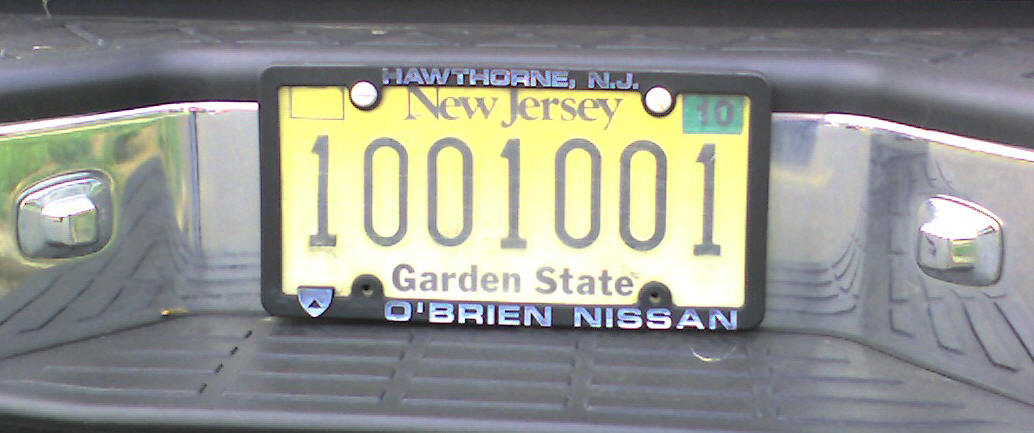 HAWTHORNE, N.J.
New Jersey
10
1001001
Garden State
O'BRIEN NISSAN